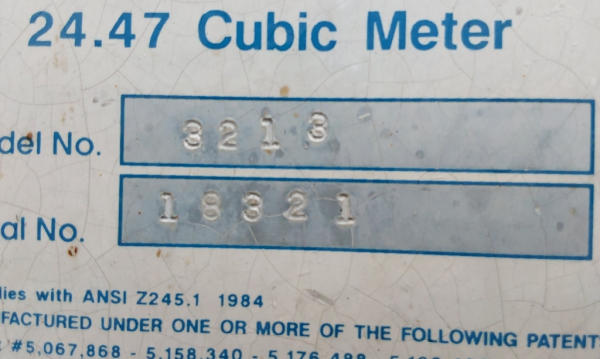 24.47 Cubic Meter
del No. 3213
al No. 18321
lies with ANSI Z245.1 1984
FACTURED UNDER ONE OR MORE OF THE FOLLOWING PATENT
#5,067,868 - 5,158,340 - 5,176,488